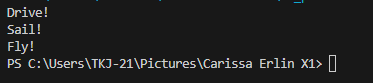 Drive!
Sail!
Fly!
PS C:\Users\TKJ-21\Pictures\Carissa Erlin X1>